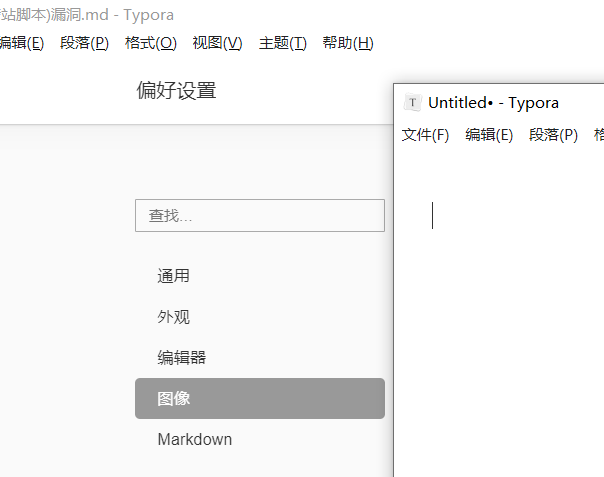 站脚本)漏洞.md - Typora
编辑(E) 段落(P) 格式(O) 视图(V) 主题(T) 帮助(H)
偏好设置
查找...
通用
外观
编辑器
图像
Markdown
T Untitled• - Typora
文件(F) 编辑(E) 段落(P) 格